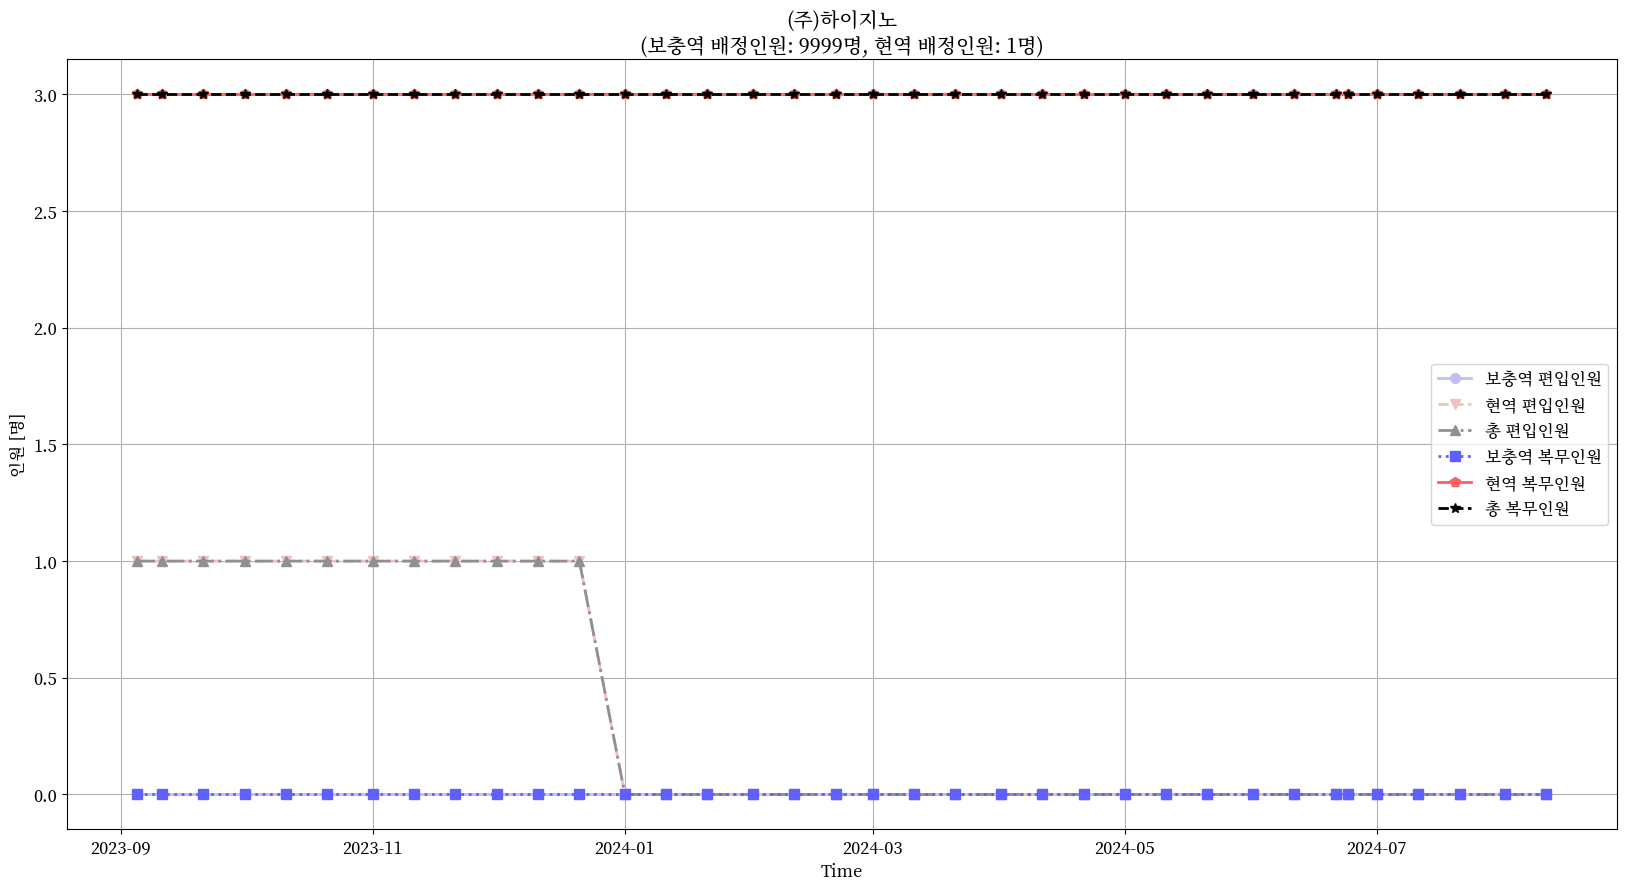 (주)하이지노
(보충역 배정인원: 9999명, 현역 배정인원: 1명)
3.0
2.5
2.0
1.5
1.0
0.5
0.0
인원 [명]
보충역 편입인원
현역 편입인원
총 편입인원
보충역 복무인원
현역 복무인원
총 복무인원
2023-09
2023-11
2024-01
2024-03
2024-05
2024-07
Time